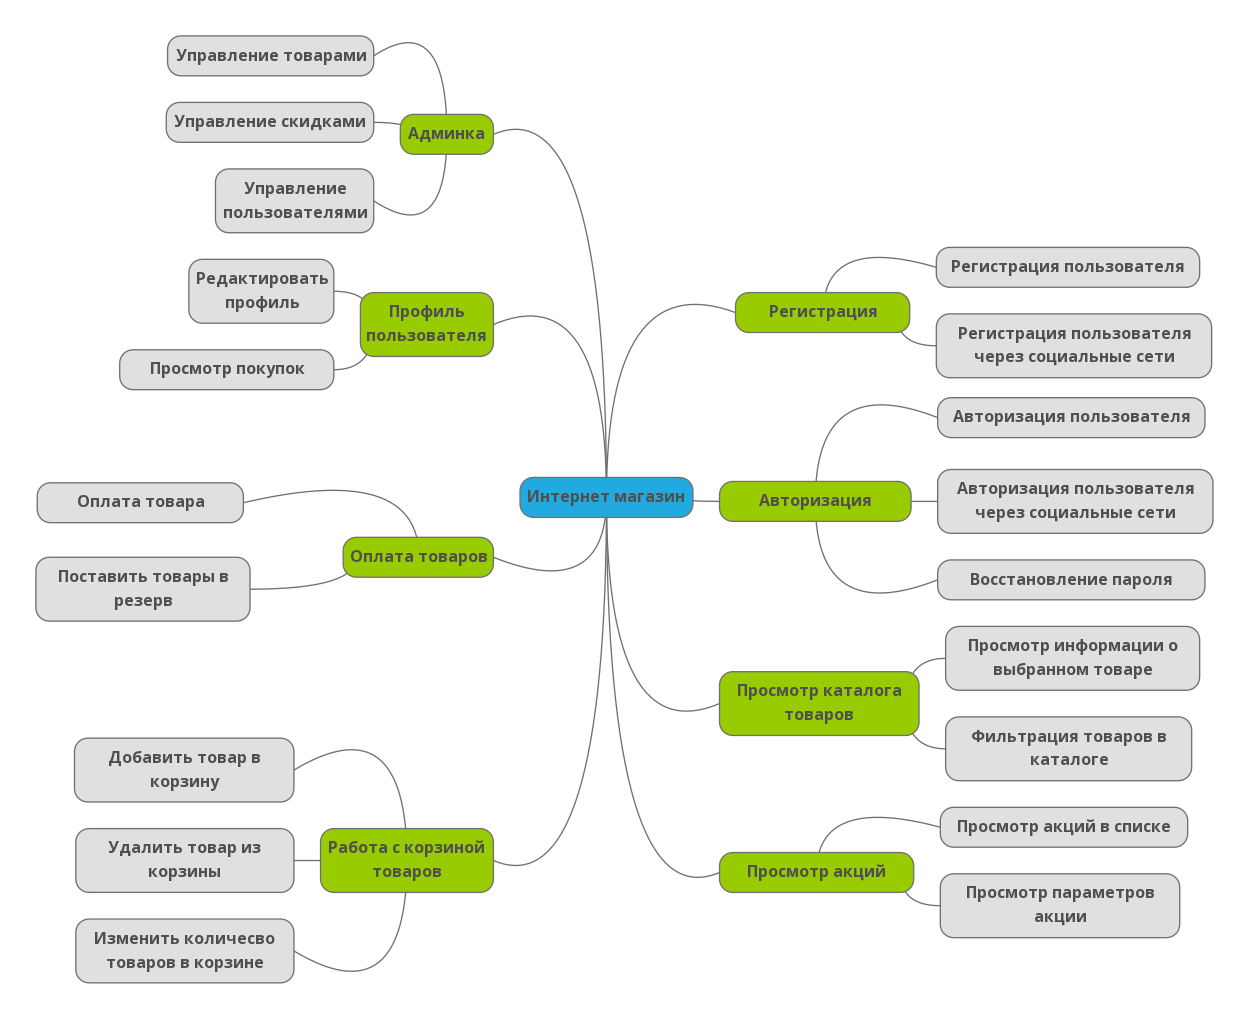 Управление товарами
Управление скидками
Админка
Управление
пользователями
Редактировать
профиль
Профиль
пользователя
Просмотр покупок
Оплата товара
Оплата товаров
Поставить товары в
резерв
Добавить товар в
корзину
Удалить товар из
корзины
Работа с корзиной
товаров
Изменить количесво
товаров в корзине
Интернет магазин
Регистрация пользователя
Регистрация
Регистрация пользователя
через социальные сети
Авторизация пользователя
Авторизация
Авторизация пользователя
через социальные сети
Восстановление пароля
Просмотр информации о
выбранном товаре
Просмотр каталога
товаров
Фильтрация товаров в
каталоге
Просмотр акций в списке
Просмотр акций
Просмотр параметров
акции